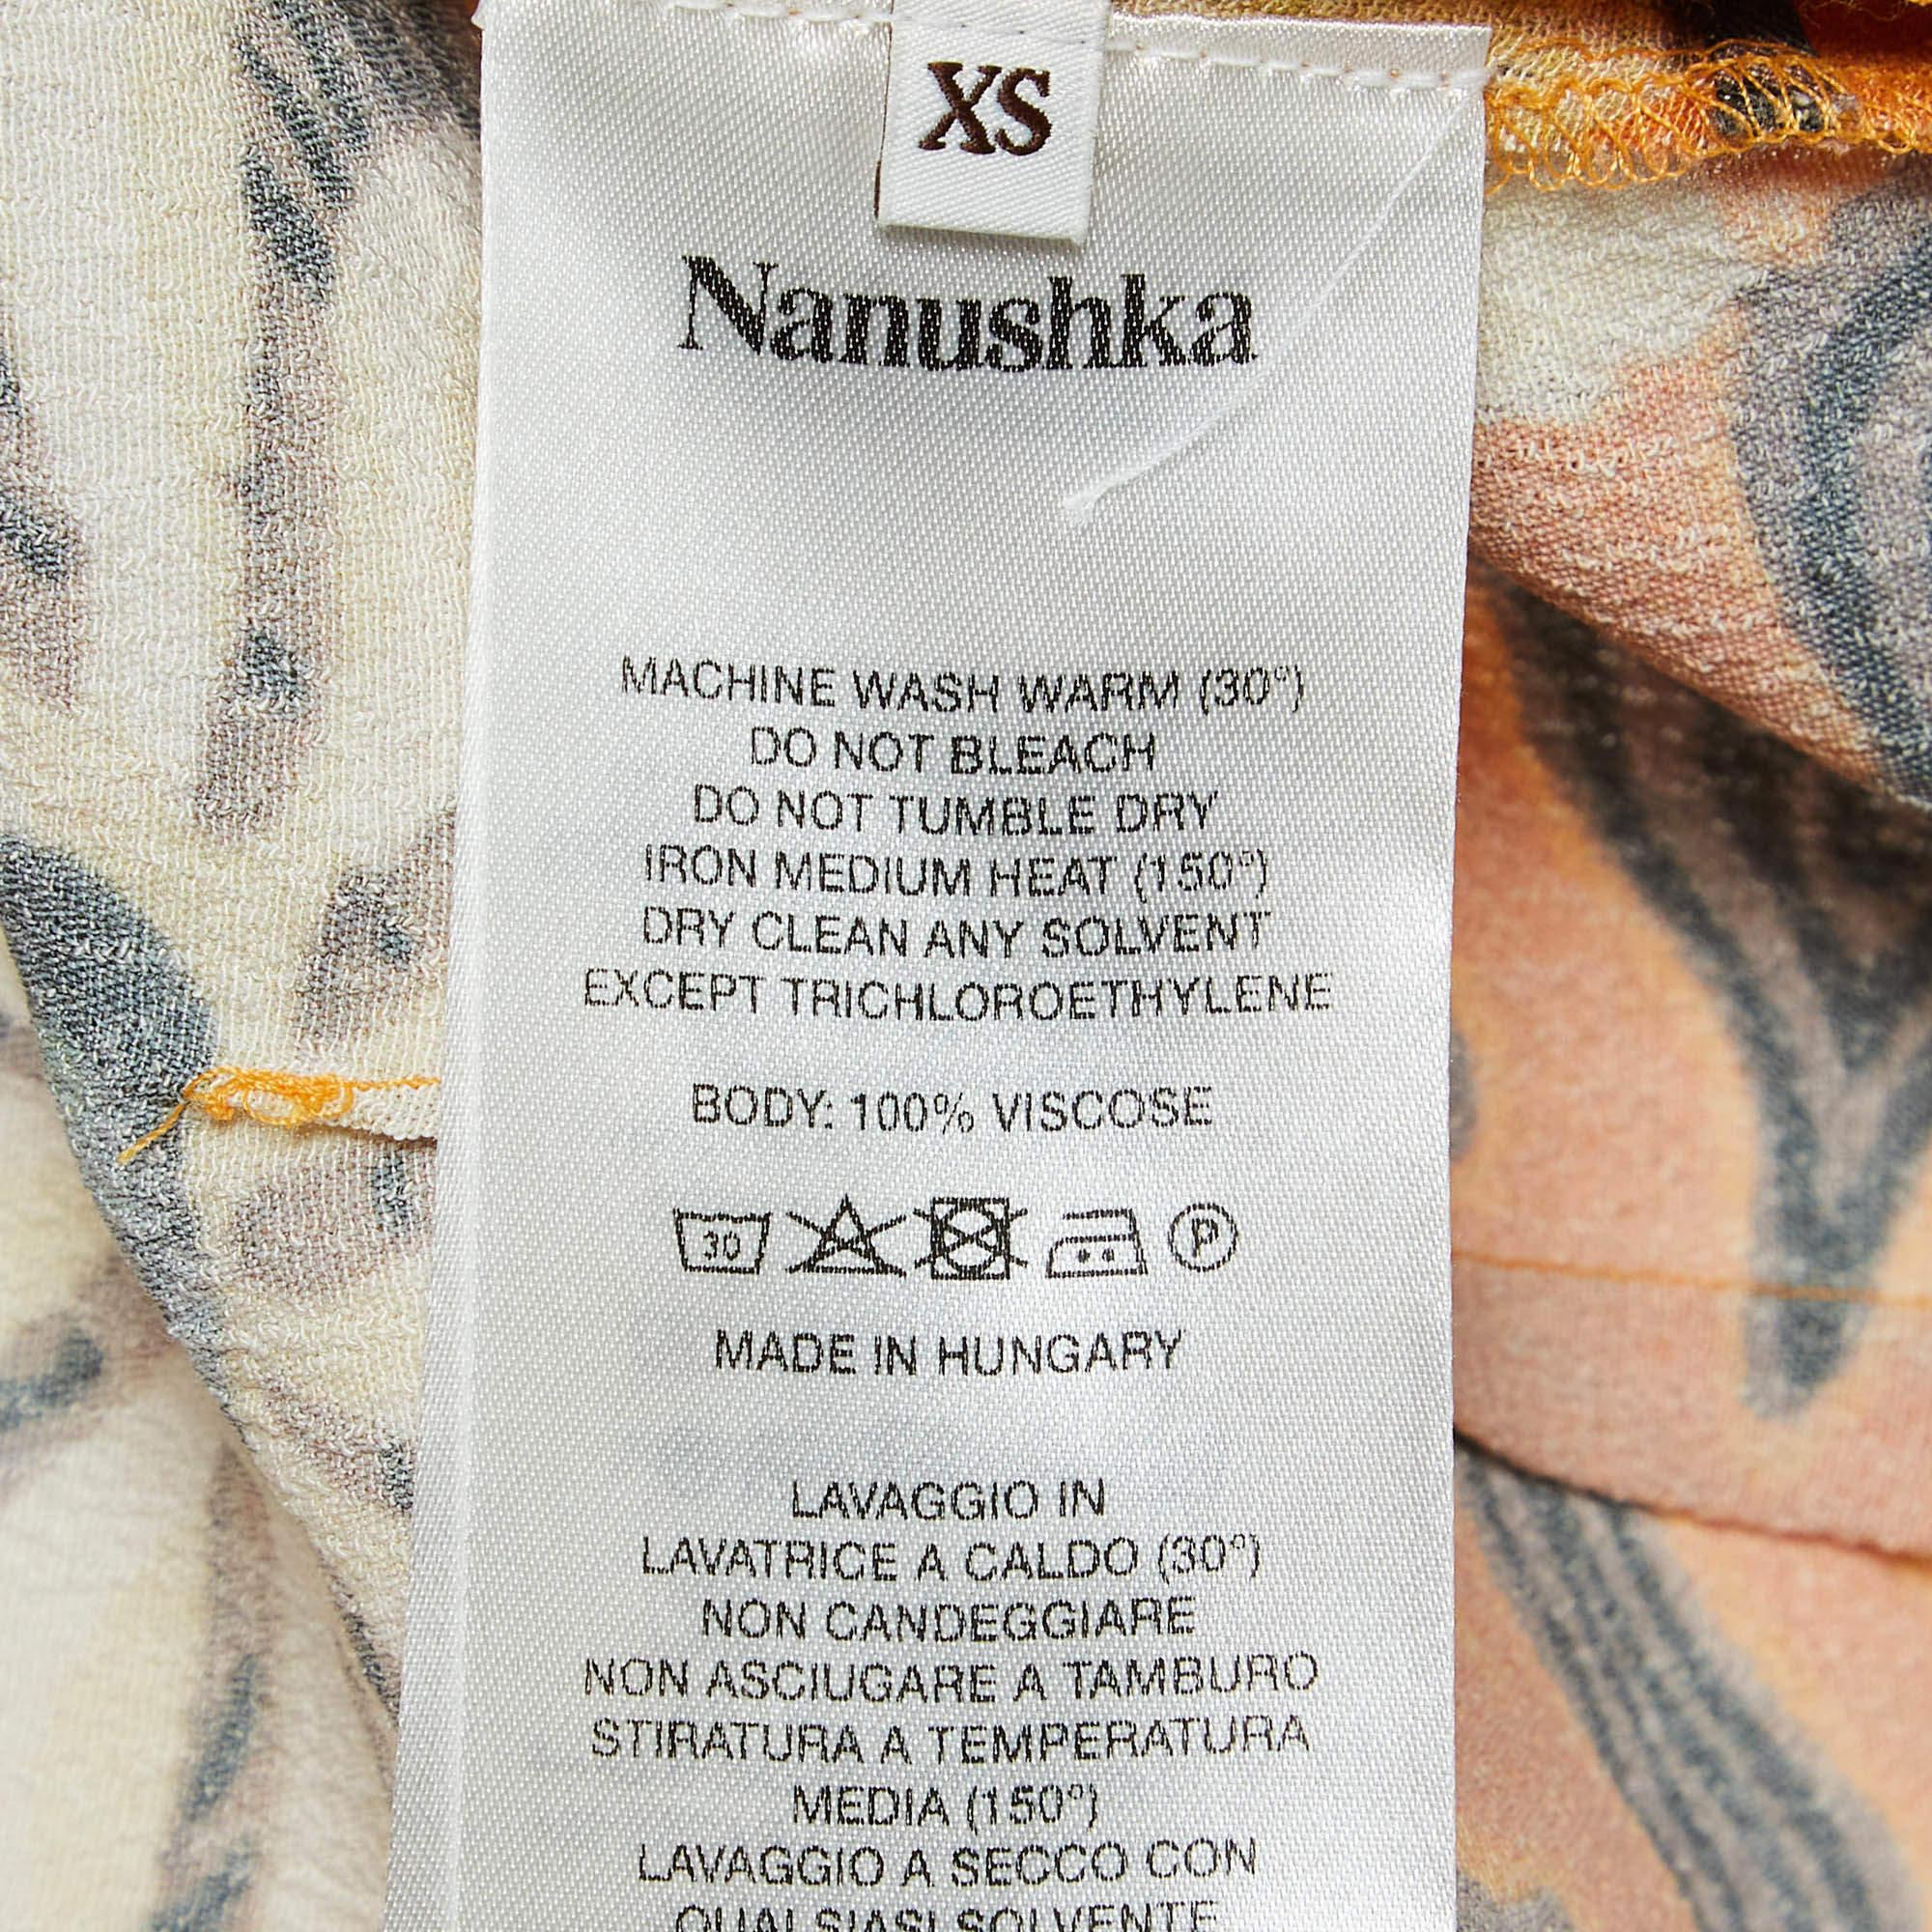 XS
Nanushka
MACHINE WASH WARM (30°)
DO NOT BLEACH
DO NOT TUMBLE DRY
IRON MEDIUM HEAT (150°)
DRY CLEAN ANY SOLVENT
EXCEPT TRICHLOROETHYLENE
BODY: 100% VISCOSE
30 P
MADE IN HUNGARY
LAVAGGIO IN
LAVATRICE A CALDO (30°)
NON CANDEGGIARE
NON ASCIUGARE A TAMBURO
STIRATURA A TEMPERATURA
MEDIA (150°)
LAVAGGIO A SECCO CON
QUALSIASI SOLVENTE